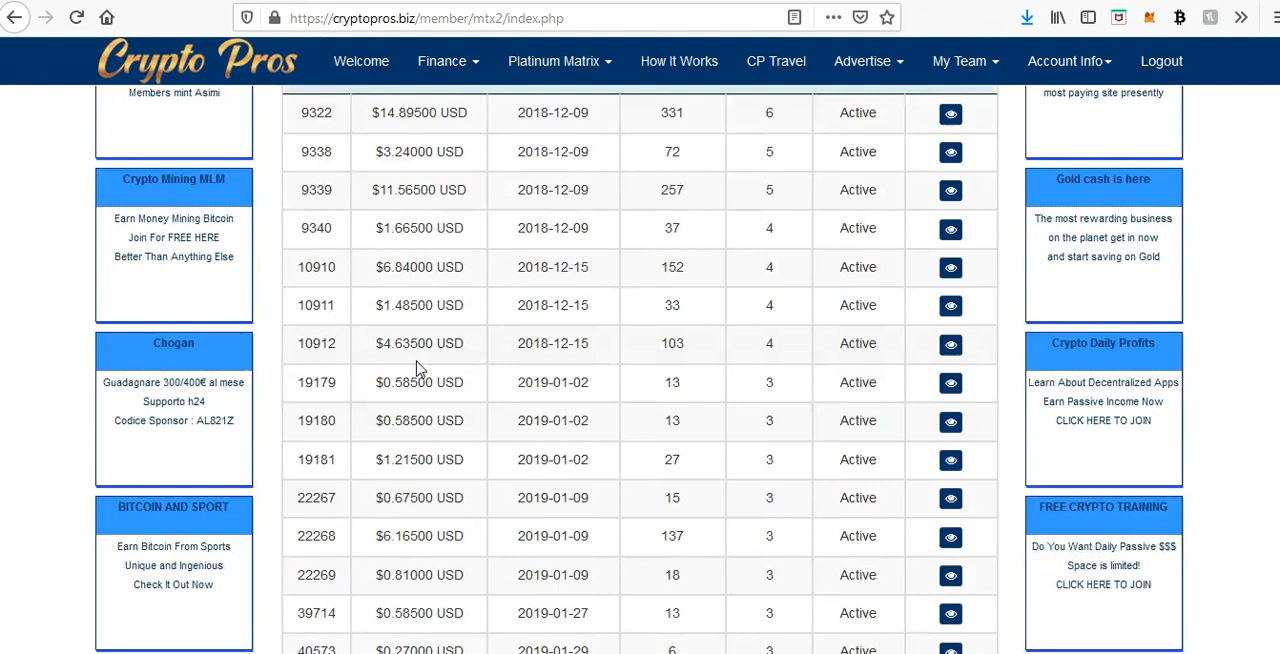 https://cryptopros.biz/member/mtx2/index.php
Crypto Pros
Welcome Finance Platinum Matrix How It Works CP Travel Advertise My Team Account Info Logout
Members mint Asimi
Crypto Mining MLM
Earn Money Mining Bitcoin
Join For FREE HERE
Better Than Anything Else
Chogan
Guadagnare 300/400€ al mese
Supporto h24
Codice Sponsor : AL821Z
BITCOIN AND SPORT
Earn Bitcoin From Sports
Unique and Ingenious
Check It Out Now
9322 $14.89500 USD 2018-12-09 331 6 Active
9338 $3.24000 USD 2018-12-09 72 5 Active
9339 $11.56500 USD 2018-12-09 257 5 Active
9340 $1.66500 USD 2018-12-09 37 4 Active
10910 $6.84000 USD 2018-12-15 152 4 Active
10911 $1.48500 USD 2018-12-15 33 4 Active
10912 $4.63500 USD 2018-12-15 103 4 Active
19179 $0.58500 USD 2019-01-02 13 3 Active
19180 $0.58500 USD 2019-01-02 13 3 Active
19181 $1.21500 USD 2019-01-02 27 3 Active
22267 $0.67500 USD 2019-01-09 15 3 Active
22268 $6.16500 USD 2019-01-09 137 3 Active
22269 $0.81000 USD 2019-01-09 18 3 Active
39714 $0.58500 USD 2019-01-27 13 3 Active
40573 $0.27000 USD 2019-01-29 6 3 Active
most paying site presently
Gold cash is here
The most rewarding business
on the planet get in now
and start saving on Gold
Crypto Daily Profits
Learn About Decentralized Apps
Earn Passive Income Now
CLICK HERE TO JOIN
FREE CRYPTO TRAINING
Do You Want Daily Passive $$$
Space is limited!
CLICK HERE TO JOIN